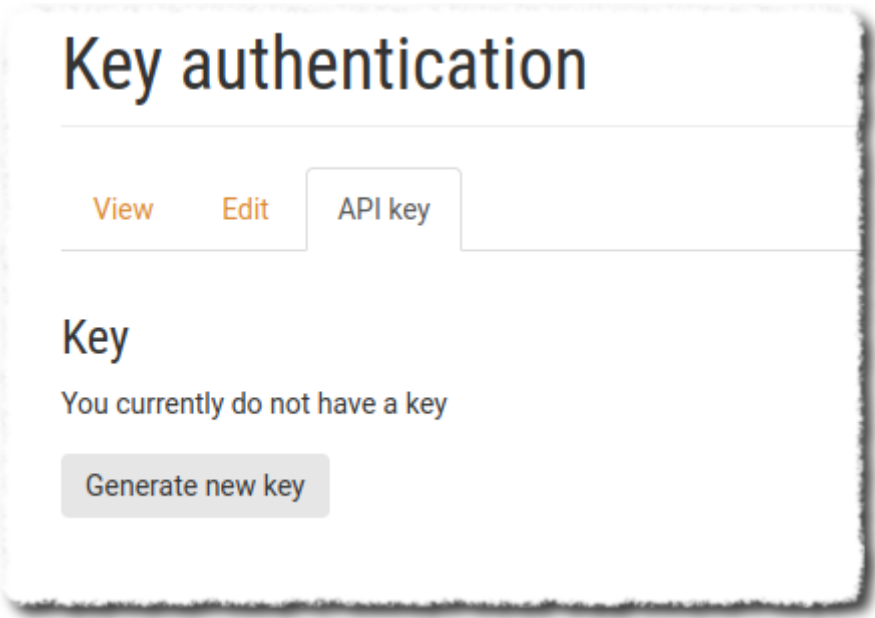 Key authentication
View Edit API key
Key
You currently do not have a key
Generate new key